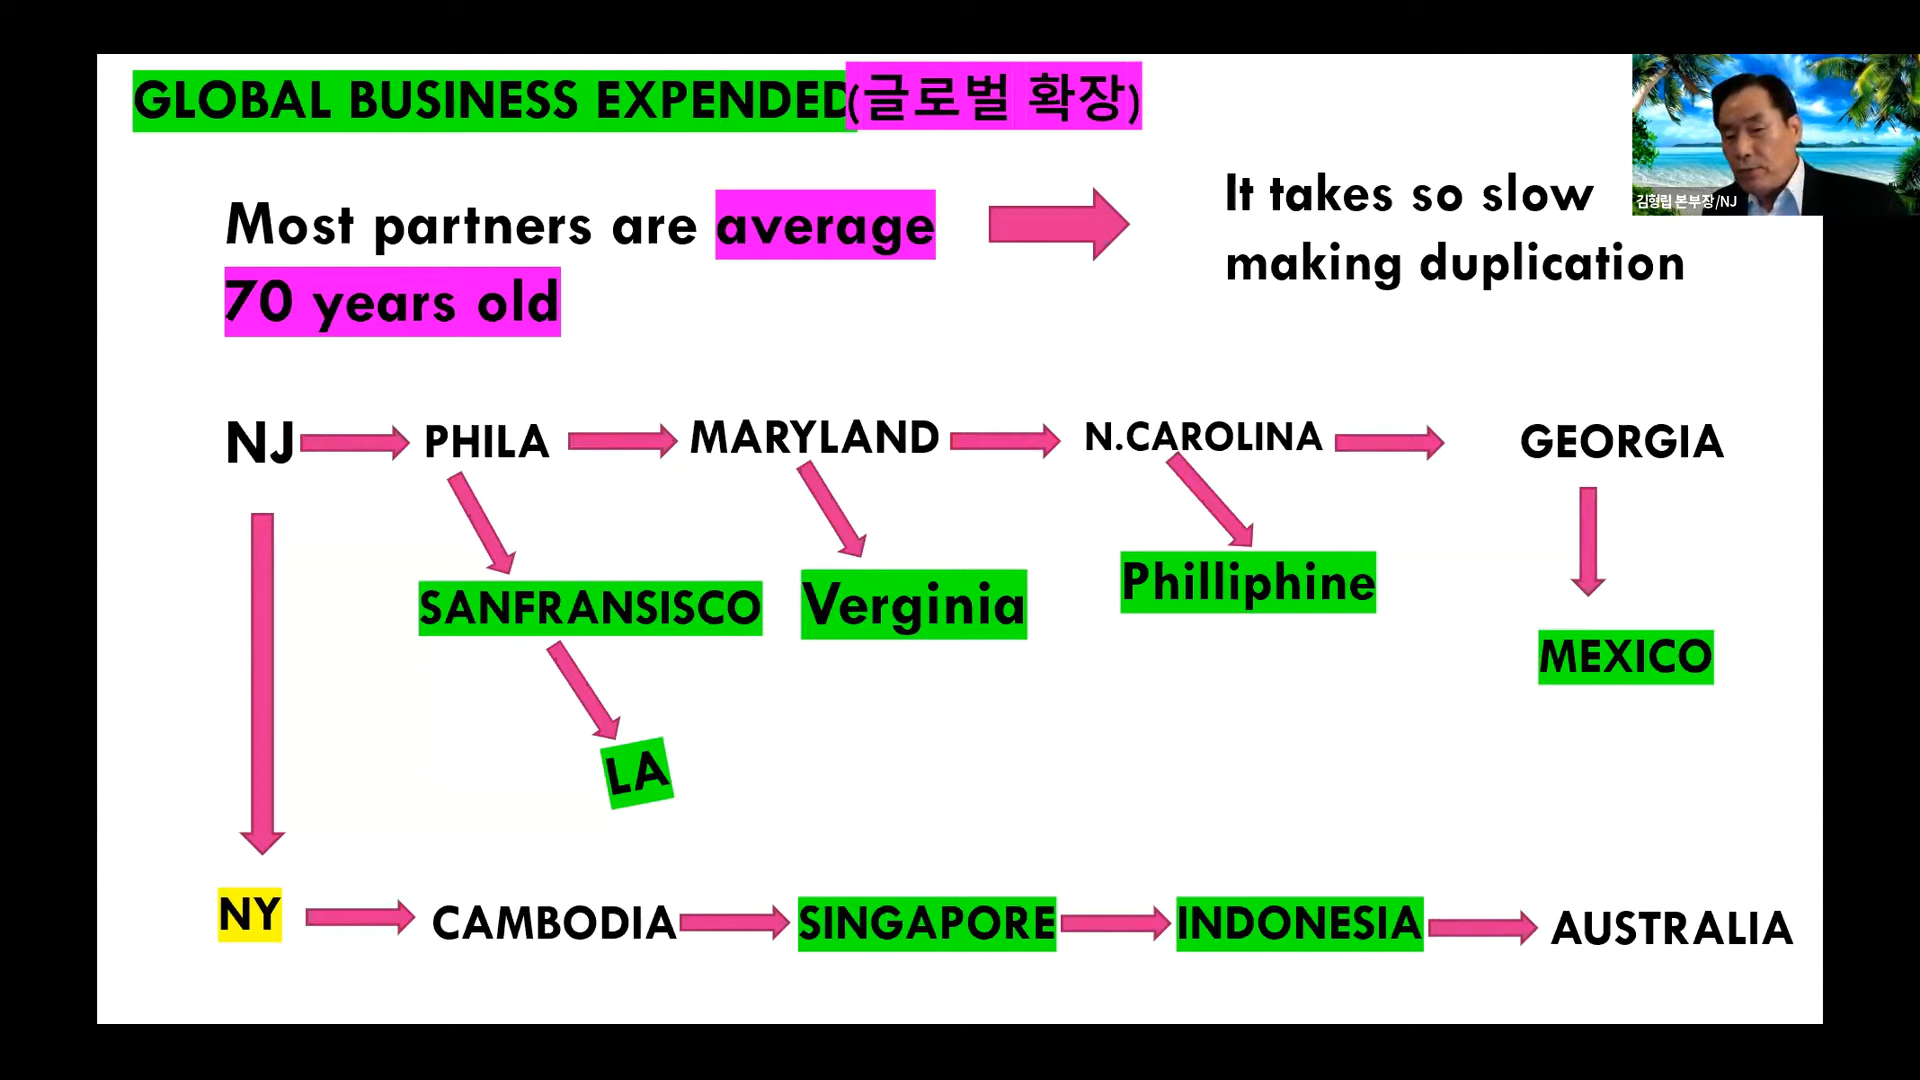 GLOBAL BUSINESS EXPENDED(글로벌 확장)
Most partners are average
70 years old
It takes so slow
making duplication
김형립 본부장/NJ
NJ PHILA MARYLAND N.CAROLINA GEORGIA
SANFRANSISCO Verginia Philliphine
MEXICO
LA
NY CAMBODIA SINGAPORE INDONESIA AUSTRALIA